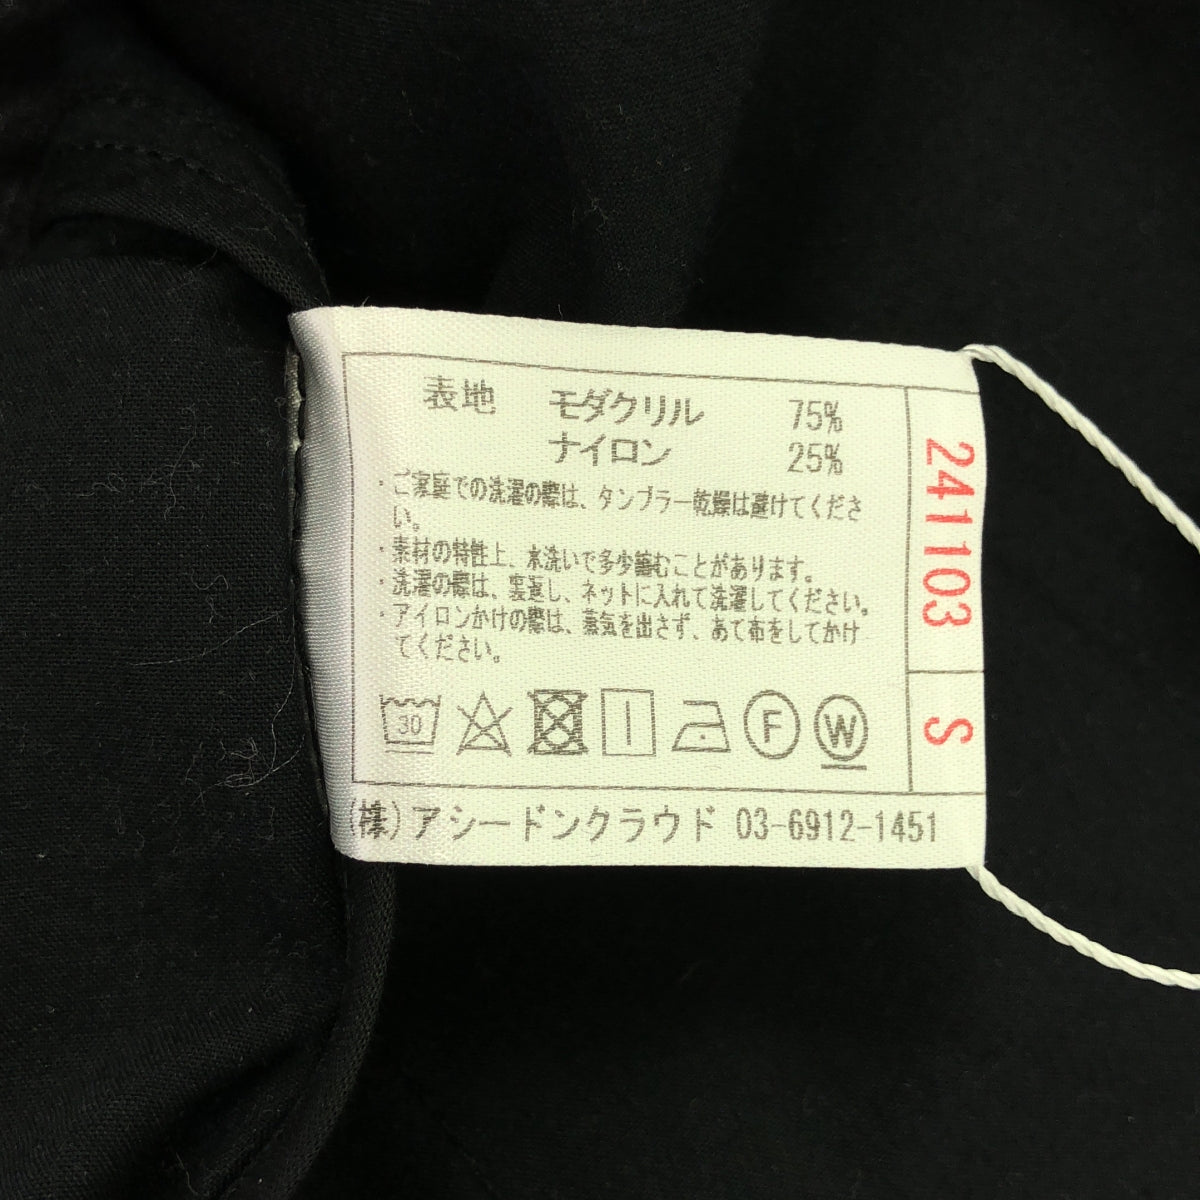 表地 モダクリル 75%
ナイロン 25%
・ご家庭での洗濯の際は、タンブラー乾燥は避けてくださ
い。
・素材の特性上、水洗いで多少縮むことがあります。
・洗濯の際は、裏返し、ネットに入れて洗濯してください。
・アイロンかけの際は、蒸気を出さず、あて布をしてかけ
てください。
30 F W
(株)アシードンクラウド 03-6912-1451
241103
S